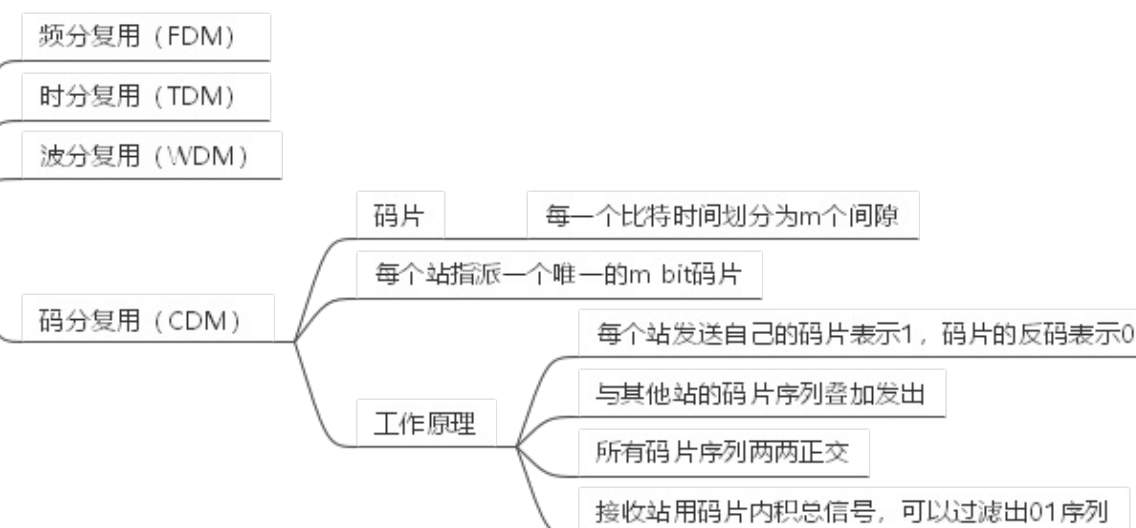 频分复用（FDM）
时分复用（TDM）
波分复用（WDM）
码片
每一个比特时间划分为m个间隙
每个站指派一个唯一的m bit码片
码分复用（CDM）
每个站发送自己的码片表示1，码片的反码表示0
与其他站的码片序列叠加发出
工作原理
所有码片序列两两正交
接收站用码片内积总信号，可以过滤出01序列